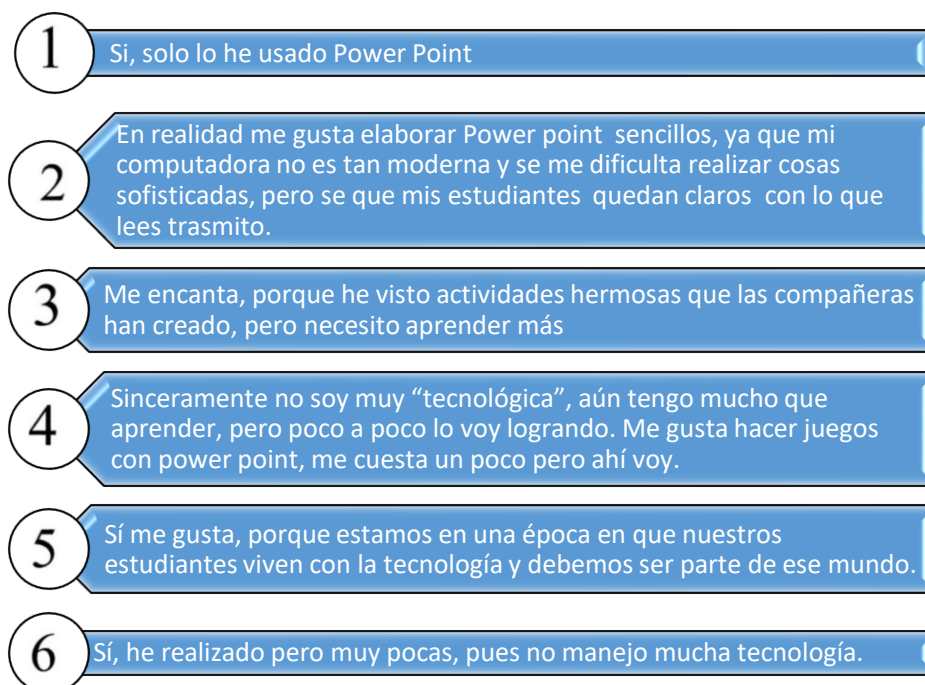 1
Si, solo lo he usado Power Point
2
En realidad me gusta elaborar Power point sencillos, ya que mi
computadora no es tan moderna y se me dificulta realizar cosas
sofisticadas, pero se que mis estudiantes quedan claros con lo que
lees trasmito.
3
Me encanta, porque he visto actividades hermosas que las compañeras
han creado, pero necesito aprender más
4
Sinceramente no soy muy “tecnológica”, aún tengo mucho que
aprender, pero poco a poco lo voy logrando. Me gusta hacer juegos
con power point, me cuesta un poco pero ahí voy.
5
Sí me gusta, porque estamos en una época en que nuestros
estudiantes viven con la tecnología y debemos ser parte de ese mundo.
6
Sí, he realizado pero muy pocas, pues no manejo mucha tecnología.